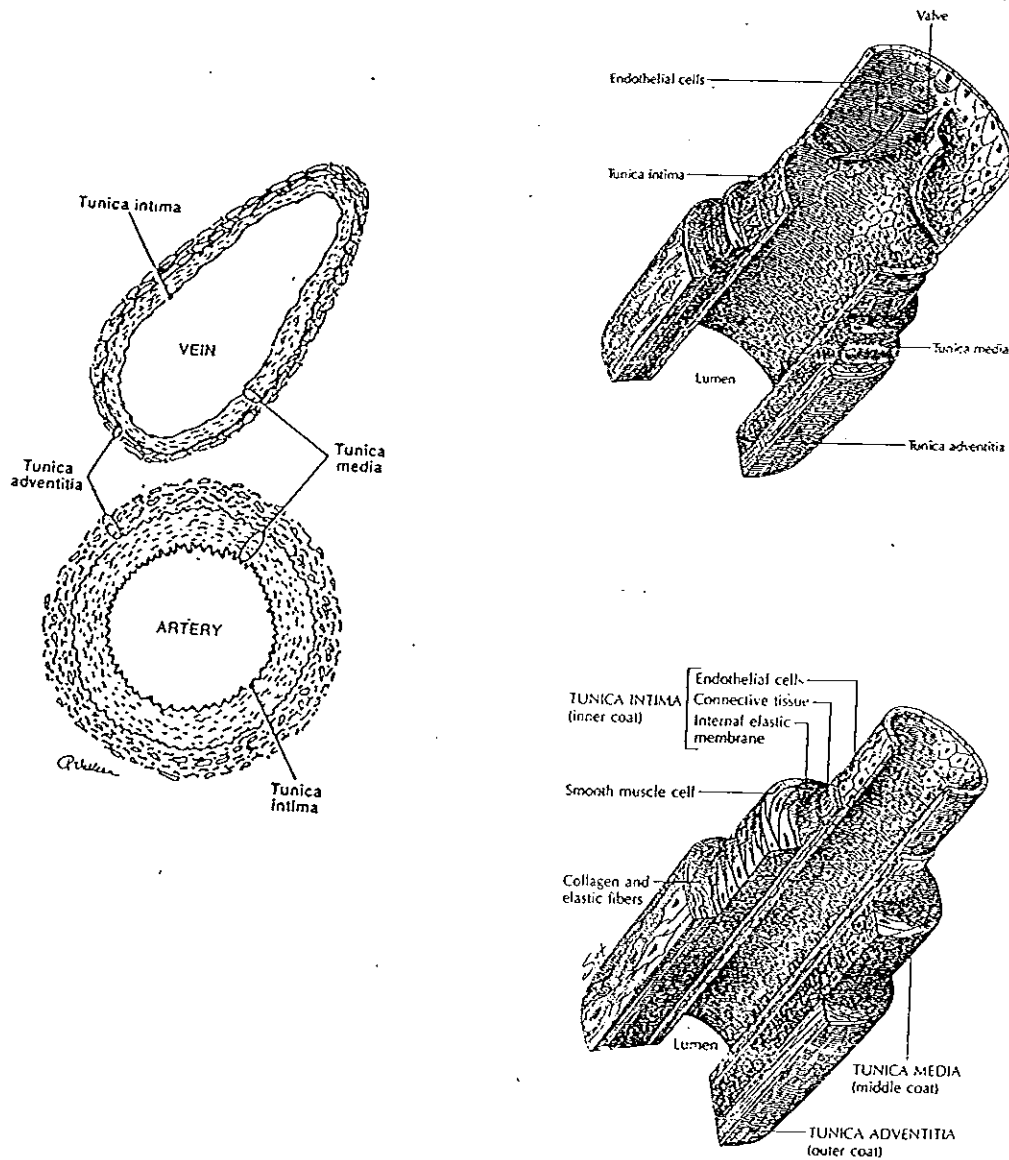 Tunica intima
VEIN
Tunica
adventitia
Tunica
media
ARTERY
Tunica
intima
Valve
Endothelial cells
Tunica intima
Tunica media
Lumen
Tunica adventitia
TUNICA INTIMA
(inner coat)
Endothelial cells
Connective tissue
Internal elastic
membrane
Smooth muscle cell
Collagen and
elastic fibers
Lumen
TUNICA MEDIA
(middle coat)
TUNICA ADVENTITIA
(outer coat)